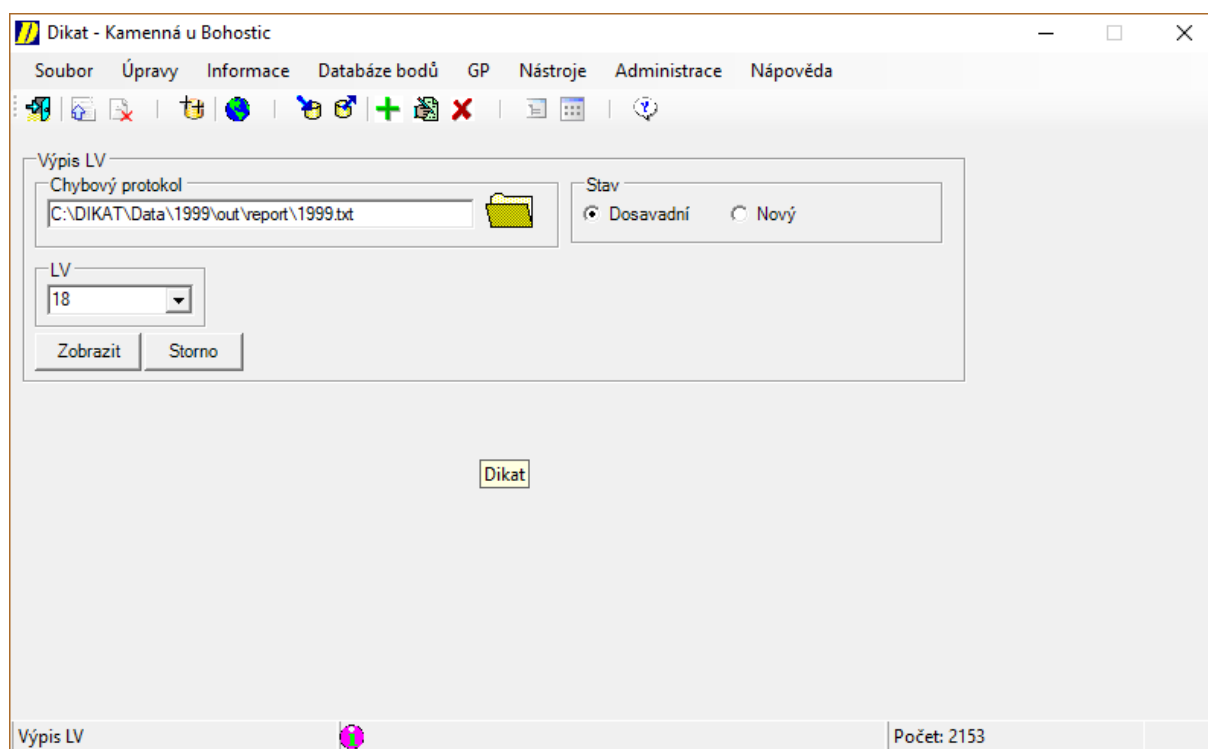 Dikat - Kamenná u Bohostic
Soubor Úpravy Informace Databáze bodů GP Nástroje Administrace Nápověda
Výpis LV
Chybový protokol
C:\DIKAT\Data\1999\out\report\1999.txt
Stav
Dosavadní Nový
LV
18
Zobrazit Storno
Dikat
Výpis LV Počet: 2153